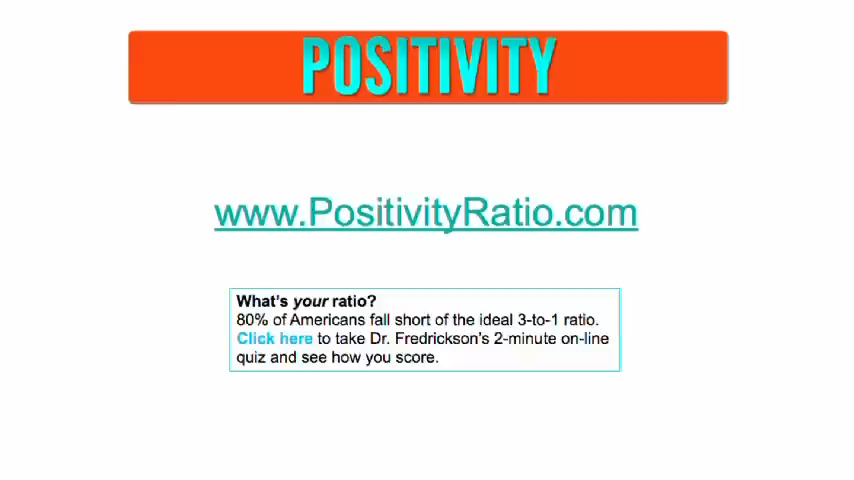 POSITIVITY
www.PositivityRatio.com
What's your ratio?
80% of Americans fall short of the ideal 3-to-1 ratio.
Click here to take Dr. Fredrickson's 2-minute on-line
quiz and see how you score.